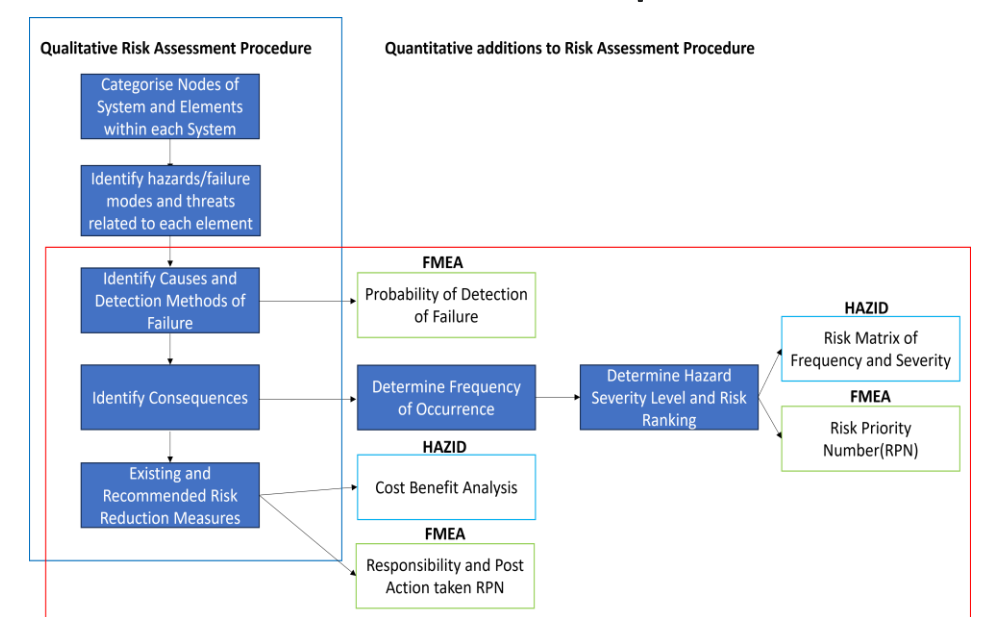 Qualitative Risk Assessment Procedure
Quantitative additions to Risk Assessment Procedure
Categorise Nodes of
System and Elements
within each System
Identify hazards/failure
modes and threats
related to each element
Identify Causes and
Detection Methods of
Failure
FMEA
Probability of Detection
of Failure
Identify Consequences
Determine Frequency
of Occurrence
Determine Hazard
Severity Level and Risk
Ranking
HAZID
Risk Matrix of
Frequency and Severity
FMEA
Risk Priority
Number(RPN)
Existing and
Recommended Risk
Reduction Measures
HAZID
Cost Benefit Analysis
FMEA
Responsibility and Post
Action taken RPN